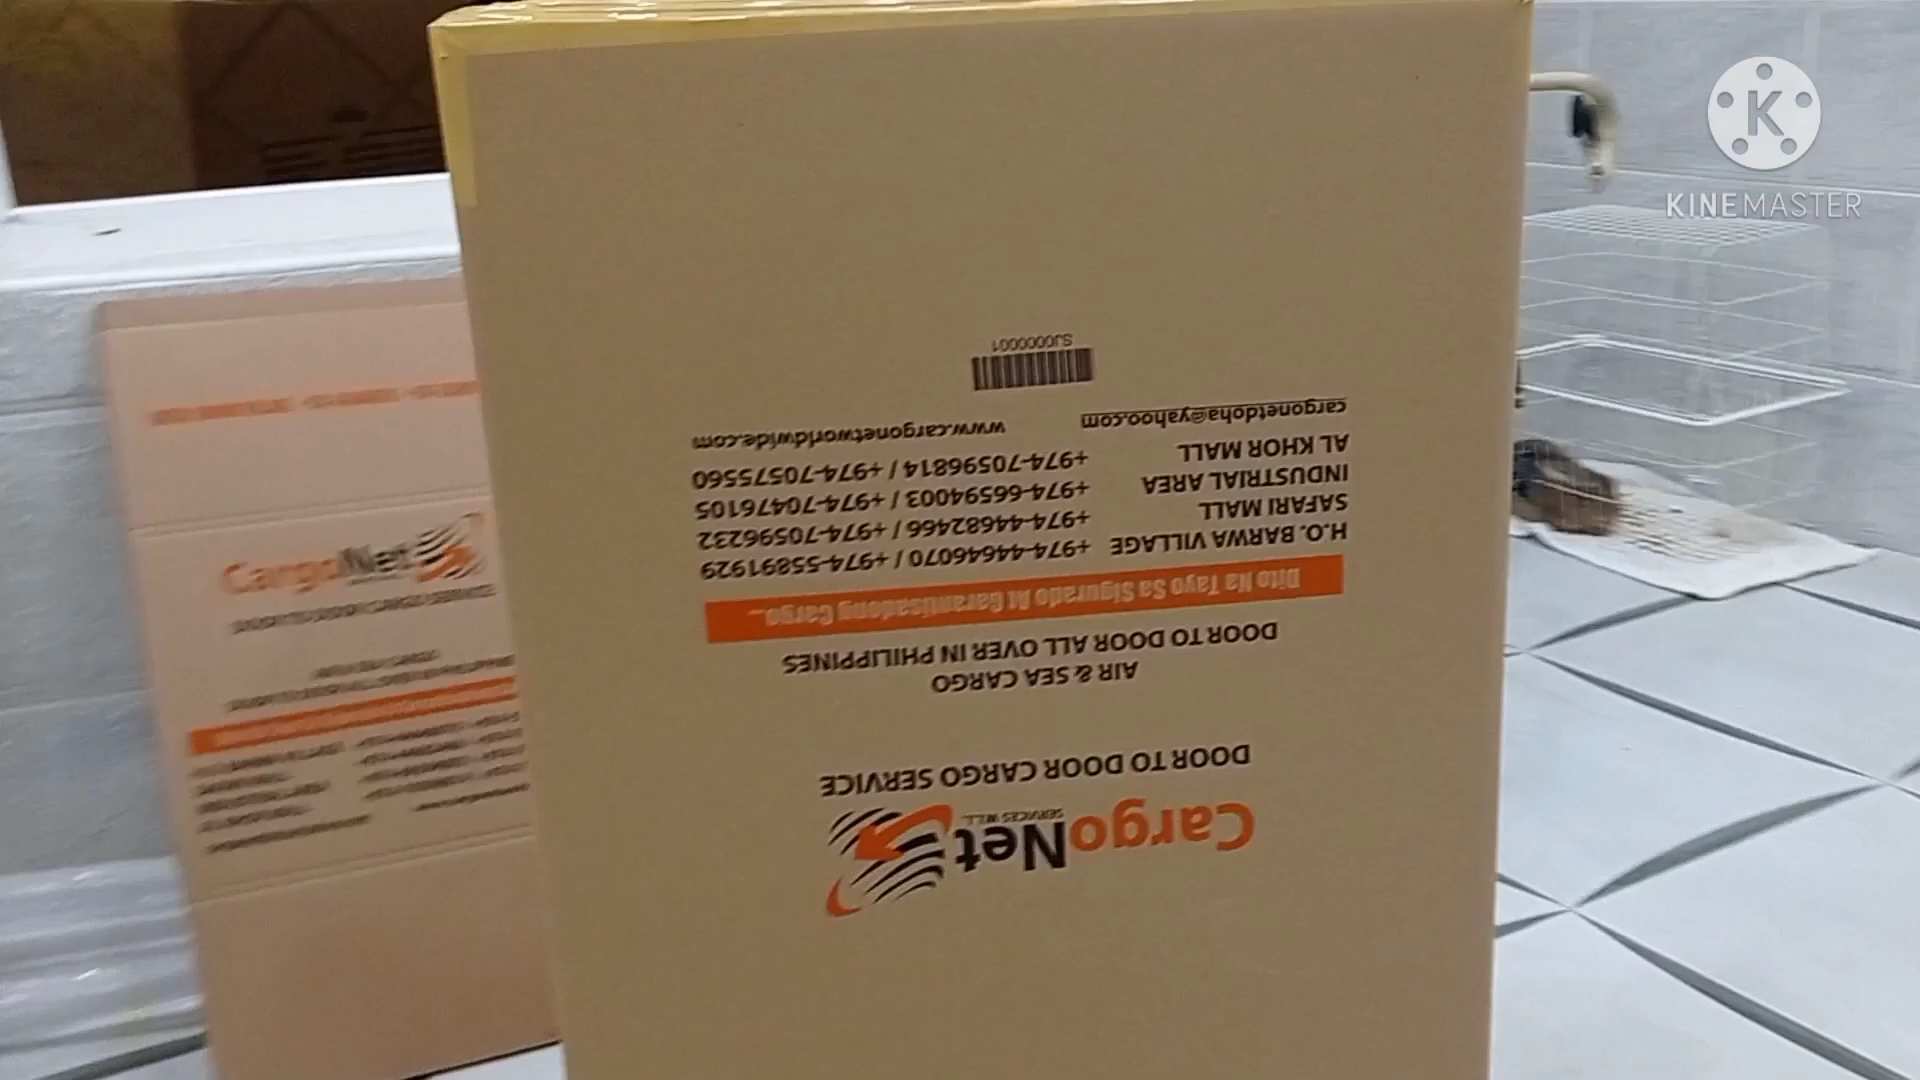 CargoNet
SERVICES W.L.L.
DOOR TO DOOR CARGO SERVICE
AIR & SEA CARGO
DOOR TO DOOR ALL OVER IN PHILIPPINES
Dito Na Tayo Sa Sigurado At Garantisadong Cargo...
H.O. BARWA VILLAGE +974-44646070 / +974-55891929
SAFARI MALL +974-44682466 / +974-70596232
INDUSTRIAL AREA +974-66594003 / +974-70476105
AL KHOR MALL +974-70596814 / +974-70575560
cargonetdoha@yahoo.com www.cargonetworldwide.com
SJ0000001
CargoNet
K
KINEMASTER